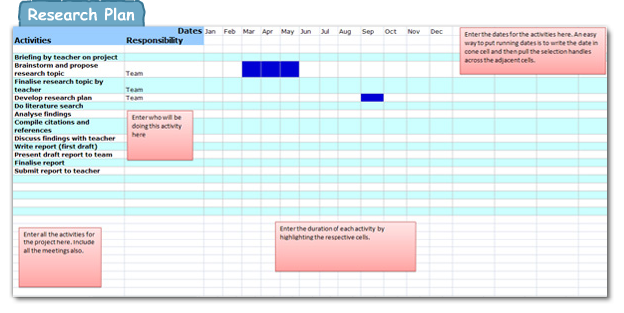 Research Plan
Dates Jan Feb Mar Apr May Jun Jul Aug Sep Oct Nov Dec
Activities Responsibility
Briefing by teacher on project
Brainstorm and propose
research topic Team
Finalise research topic by
teacher Team
Develop research plan Team
Do literature search
Analyse findings
Compile citations and
references
Discuss findings with teacher
Write report (first draft)
Present draft report to team
Finalise report
Submit report to teacher
Enter the dates for the activities here. An easy
way to put running dates is to write the date in
cone cell and then pull the selection handles
across the adjacent cells.
Enter who will be
doing this activity
here
Enter all the activities for
the project here. Include
all the meetings also.
Enter the duration of each activity by
highlighting the respective cells.